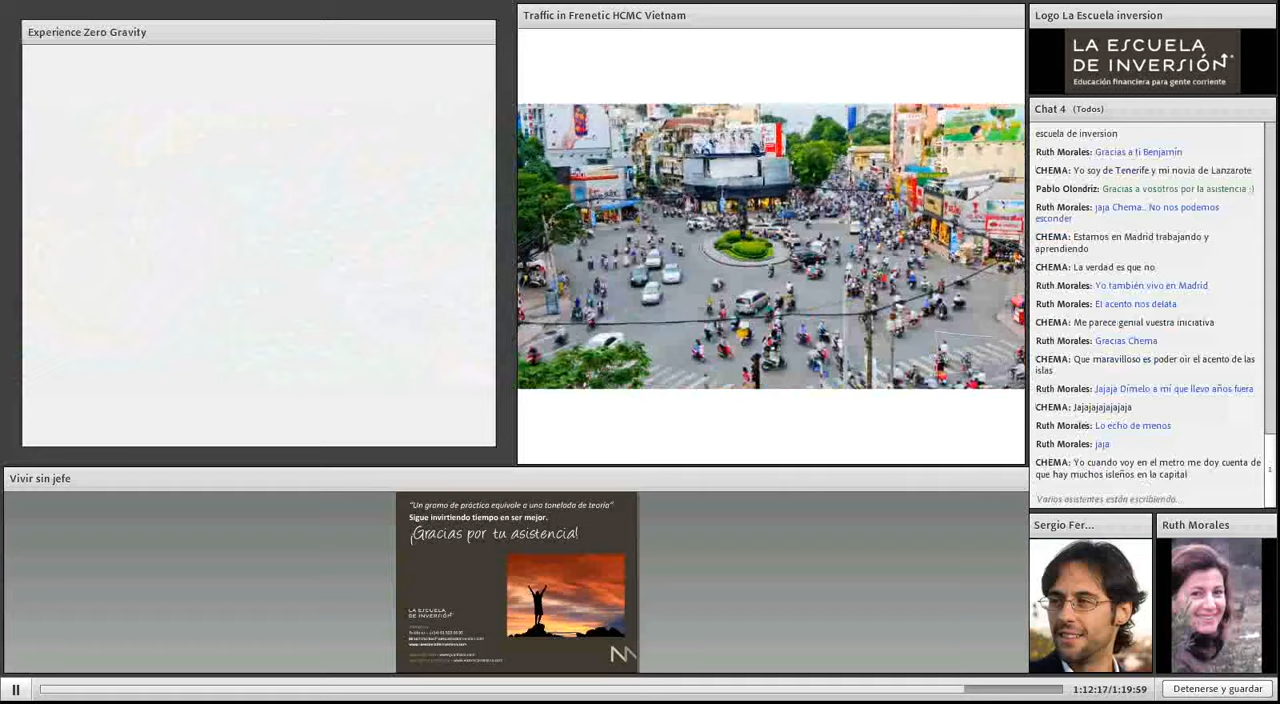 Experience Zero Gravity
Traffic in Frenetic HCMC Vietnam
Logo La Escuela inversion
LA ESCUELA
DE INVERSIÓN
Educación financiera para gente corriente
Chat 4 (Todos)
escuela de inversion
Ruth Morales: Gracias a ti Benjamín
CHEMA: Yo soy de Tenerife y mi novia de Lanzarote
Pablo Olondriz: Gracias a vosotros por la asistencia :)
Ruth Morales: jaja Chema.. No nos podemos
esconder
CHEMA: Estamos en Madrid trabajando y
aprendiendo
CHEMA: La verdad es que no
Ruth Morales: Yo también vivo en Madrid
Ruth Morales: El acento nos delata
CHEMA: Me parece genial vuestra iniciativa
Ruth Morales: Gracias Chema
CHEMA: Que maravilloso es poder oir el acento de las
islas
Ruth Morales: Jajaja Dímelo a mí que llevo años fuera
CHEMA: Jajajajajajaja
Ruth Morales: Lo echo de menos
Ruth Morales: jaja
CHEMA: Yo cuando voy en el metro me doy cuenta de
que hay muchos isleños en la capital
Varios asistentes están escribiendo...
Vivir sin jefe
"Un gramo de práctica equivale a una tonelada de teoría"
Sigue invirtiendo tiempo en ser mejor.
¡Gracias por tu asistencia!
LA ESCUELA
DE INVERSIÓN
Sergio Fer...
Ruth Morales
1:12:17/1:19:59
Detenerse y guardar